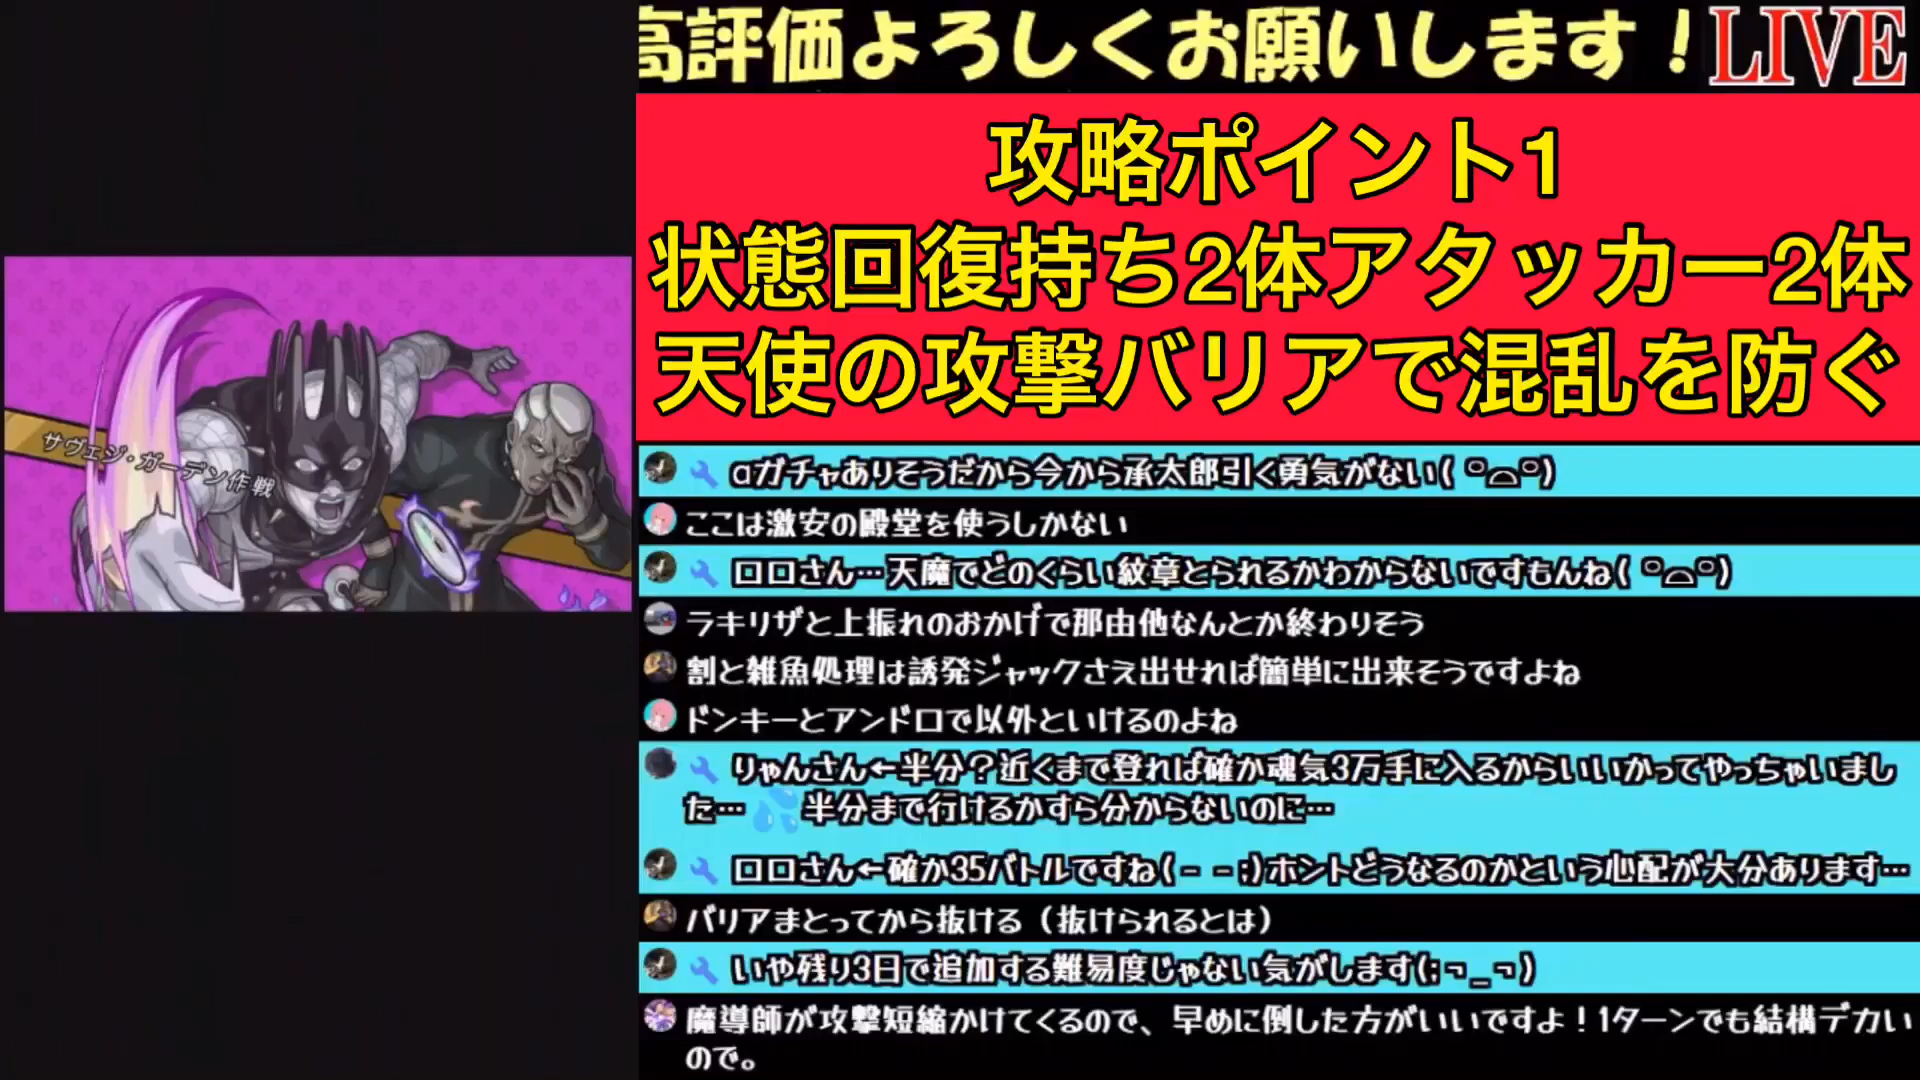 高評価よろしくお願いします！LIVE
攻略ポイント1
状態回復持ち2体アタッカー2体
天使の攻撃バリアで混乱を防ぐ
サヴェジ・ガーデン作戦
αガチャありそうだから今から承太郎引く勇気がない( ºㅿº)
ここは激安の殿堂を使うしかない
ロロさん…天魔でどのくらい紋章とられるかわからないですもんね( ºㅿº)
ラキリザと上振れのおかげで那由他なんとか終わりそう
割と雑魚処理は誘発ジャックさえ出せれば簡単に出来そうですよね
ドンキーとアンドロで以外といけるのよね
りゃんさん←半分？近くまで登れば確か魂気3万手に入るからいいかってやっちゃいまし
た…💦半分まで行けるかすら分からないのに…
ロロさん←確か35バトルですね(－－;)ホントどうなるのかという心配が大分あります…
バリアまとってから抜ける（抜けられるとは）
いや残り3日で追加する難易度じゃない気がします(;¬_¬)
魔導師が攻撃短縮かけてくるので、早めに倒した方がいいですよ！1ターンでも結構デカい
ので。